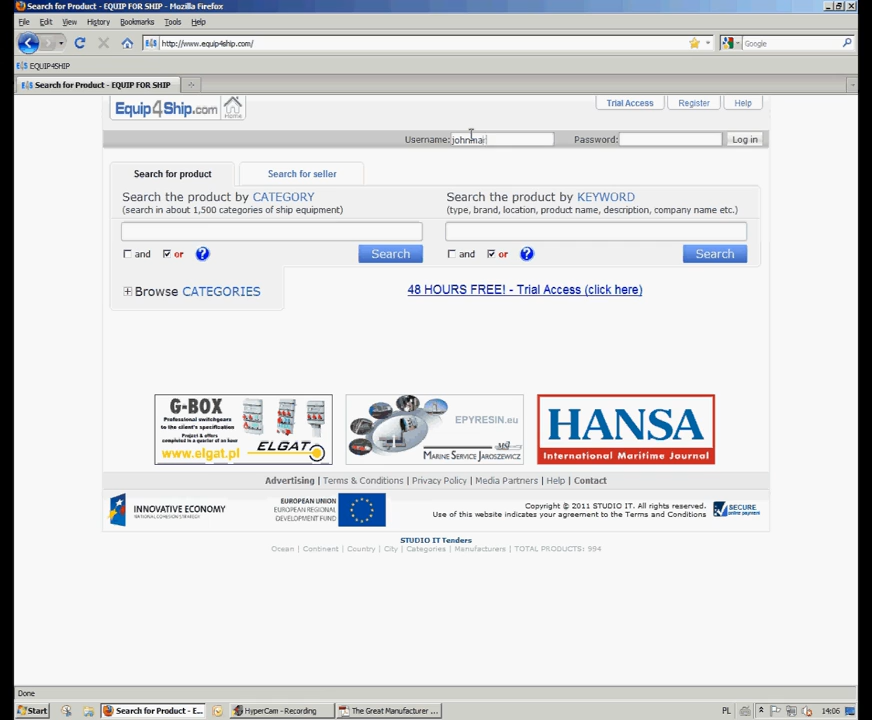 Search for Product - EQUIP FOR SHIP - Mozilla Firefox
File Edit View History Bookmarks Tools Help
http://www.equip4ship.com/
Google
EQUIP4SHIP
Search for Product - EQUIP FOR SHIP
Equip4Ship.com
Home
Trial Access
Register
Help
Username:
Password:
Log in
Search for product
Search for seller
Search the product by CATEGORY
(search in about 1,500 categories of ship equipment)
and or ?
Search
Search the product by KEYWORD
(type, brand, location, product name, description, company name etc.)
and or ?
Search
Browse CATEGORIES
48 HOURS FREE! - Trial Access (click here)
G-BOX
Professional switchgears
to the client's specification
Project & offers
completed in a quarter of an hour
ELGAT
www.elgat.pl
EPYRESIN.eu
MARINE SERVICE JAROSZEWICZ
HANSA
International Maritime Journal
Advertising | Terms & Conditions | Privacy Policy | Media Partners | Help | Contact
INNOVATIVE ECONOMY
NATIONAL COHESION STRATEGY
EUROPEAN UNION
EUROPEAN REGIONAL
DEVELOPMENT FUND
Copyright © 2011 STUDIO IT. All rights reserved.
Use of this website indicates your agreement to the Terms and Conditions
SECURE
online payment
STUDIO IT Tenders
Ocean | Continent | Country | City | Categories | Manufacturers | TOTAL PRODUCTS: 994
Done
Start
Search for Product - E...
HyperCam - Recording
The Great Manufacturer ...
PL
14:06